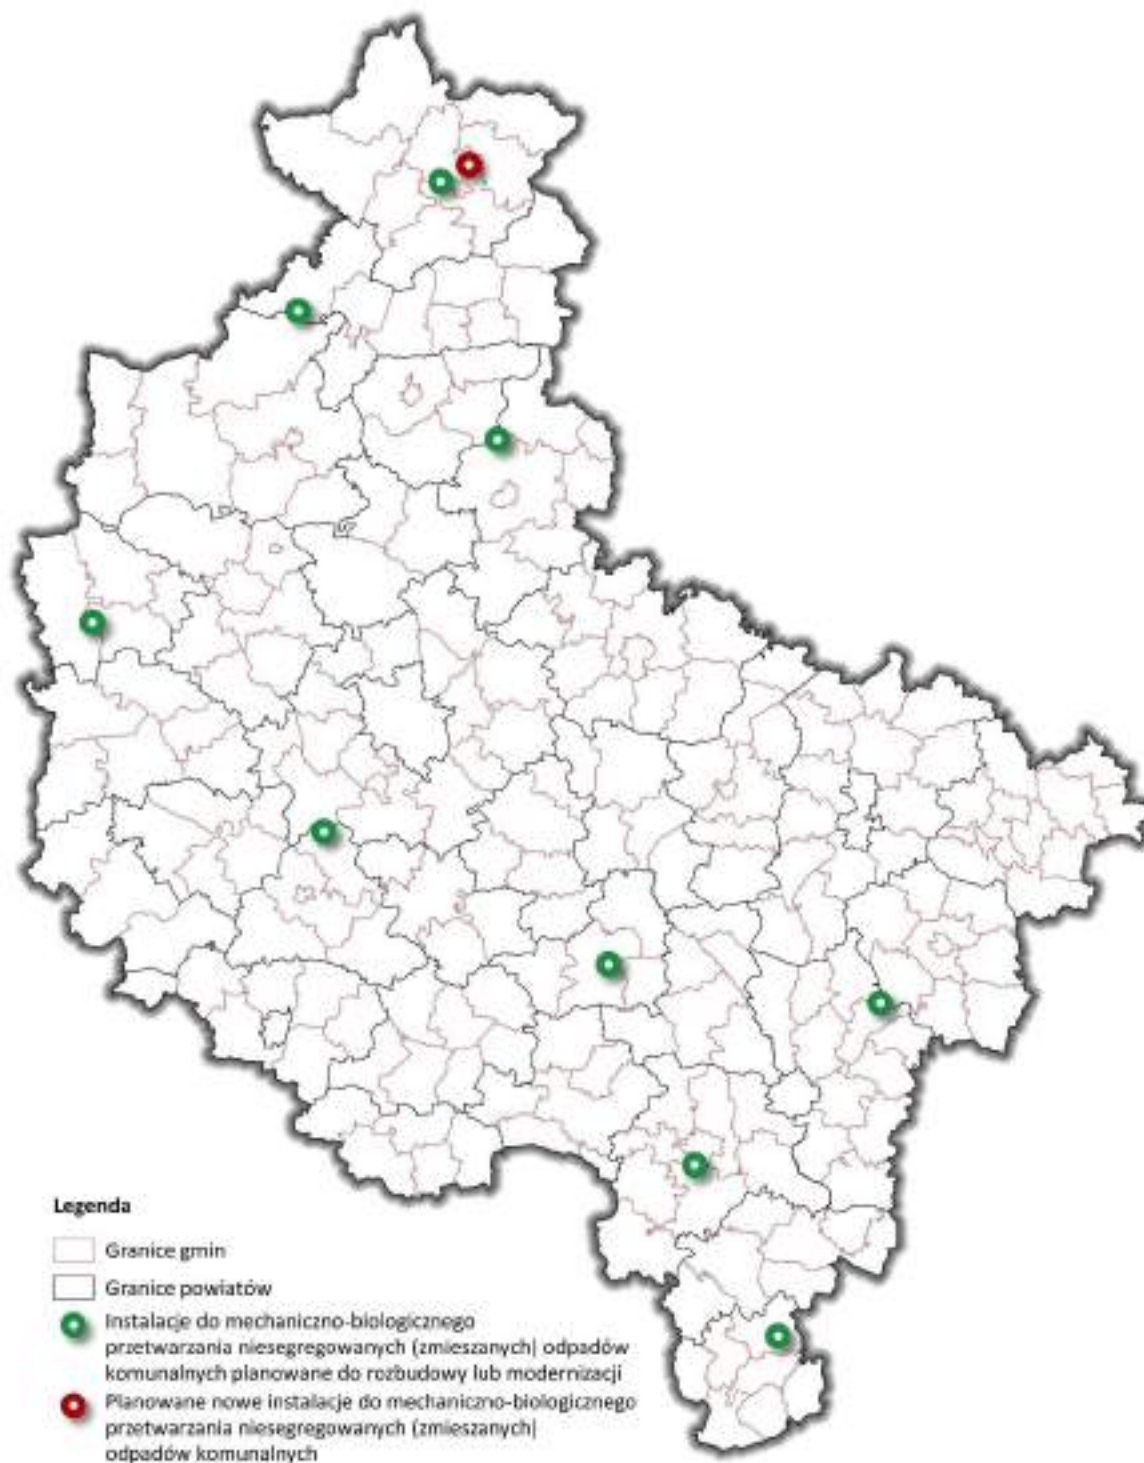 Legenda
Granice gmin
Granice powiatów
Instalacje do mechaniczno-biologicznego
przetwarzania niesegregowanych (zmieszanych) odpadów
komunalnych planowane do rozbudowy lub modernizacji
Planowane nowe instalacje do mechaniczno-biologicznego
przetwarzania niesegregowanych (zmieszanych)
odpadów komunalnych